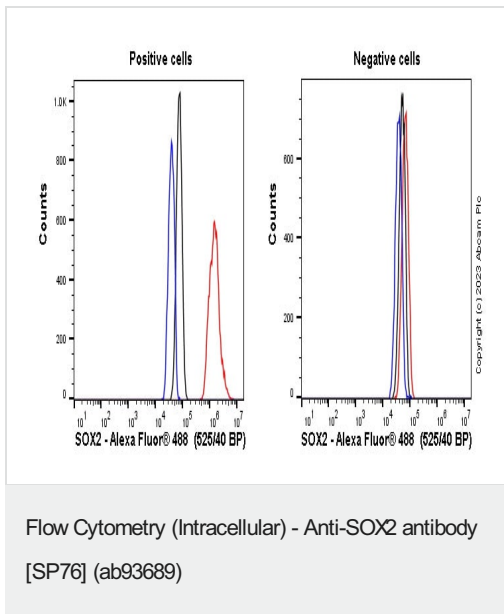 Positive cells
Negative cells
Counts
1.0K
800
600
400
200
0
10^1 10^2 10^3 10^4 10^5 10^6 10^7
SOX2 - Alexa Fluor® 488 (525/40 BP)
Counts
600
400
200
0
10^1 10^2 10^3 10^4 10^5 10^6 10^7
SOX2 - Alexa Fluor® 488 (525/40 BP)
Copyright (c) 2023 Abcam Plc
Flow Cytometry (Intracellular) - Anti-SOX2 antibody
[SP76] (ab93689)